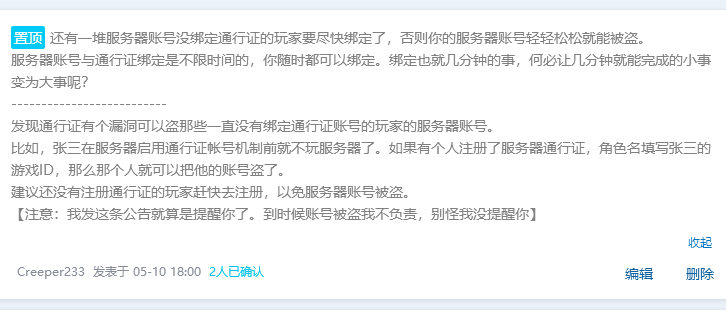 置顶 还有一堆服务器账号没绑定通行证的玩家要尽快绑定了，否则你的服务器账号轻轻松松就能被盗。
服务器账号与通行证绑定是不限时间的，你随时都可以绑定。绑定也就几分钟的事，何必让几分钟就能完成的小事
变为大事呢？
--------------------------
发现通行证有个漏洞可以盗那些一直没有绑定通行证账号的玩家的服务器账号。
比如，张三在服务器启用通行证帐号机制前就不玩服务器了。如果有个人注册了服务器通行证，角色名填写张三的
游戏ID，那么那个人就可以把他的账号盗了。
建议还没有注册通行证的玩家赶快去注册，以免服务器账号被盗。
【注意：我发这条公告就算是提醒你了。到时候账号被盗我不负责，别怪我没提醒你】
收起
Creeper233 发表于 05-10 18:00 2人已确认 编辑 删除